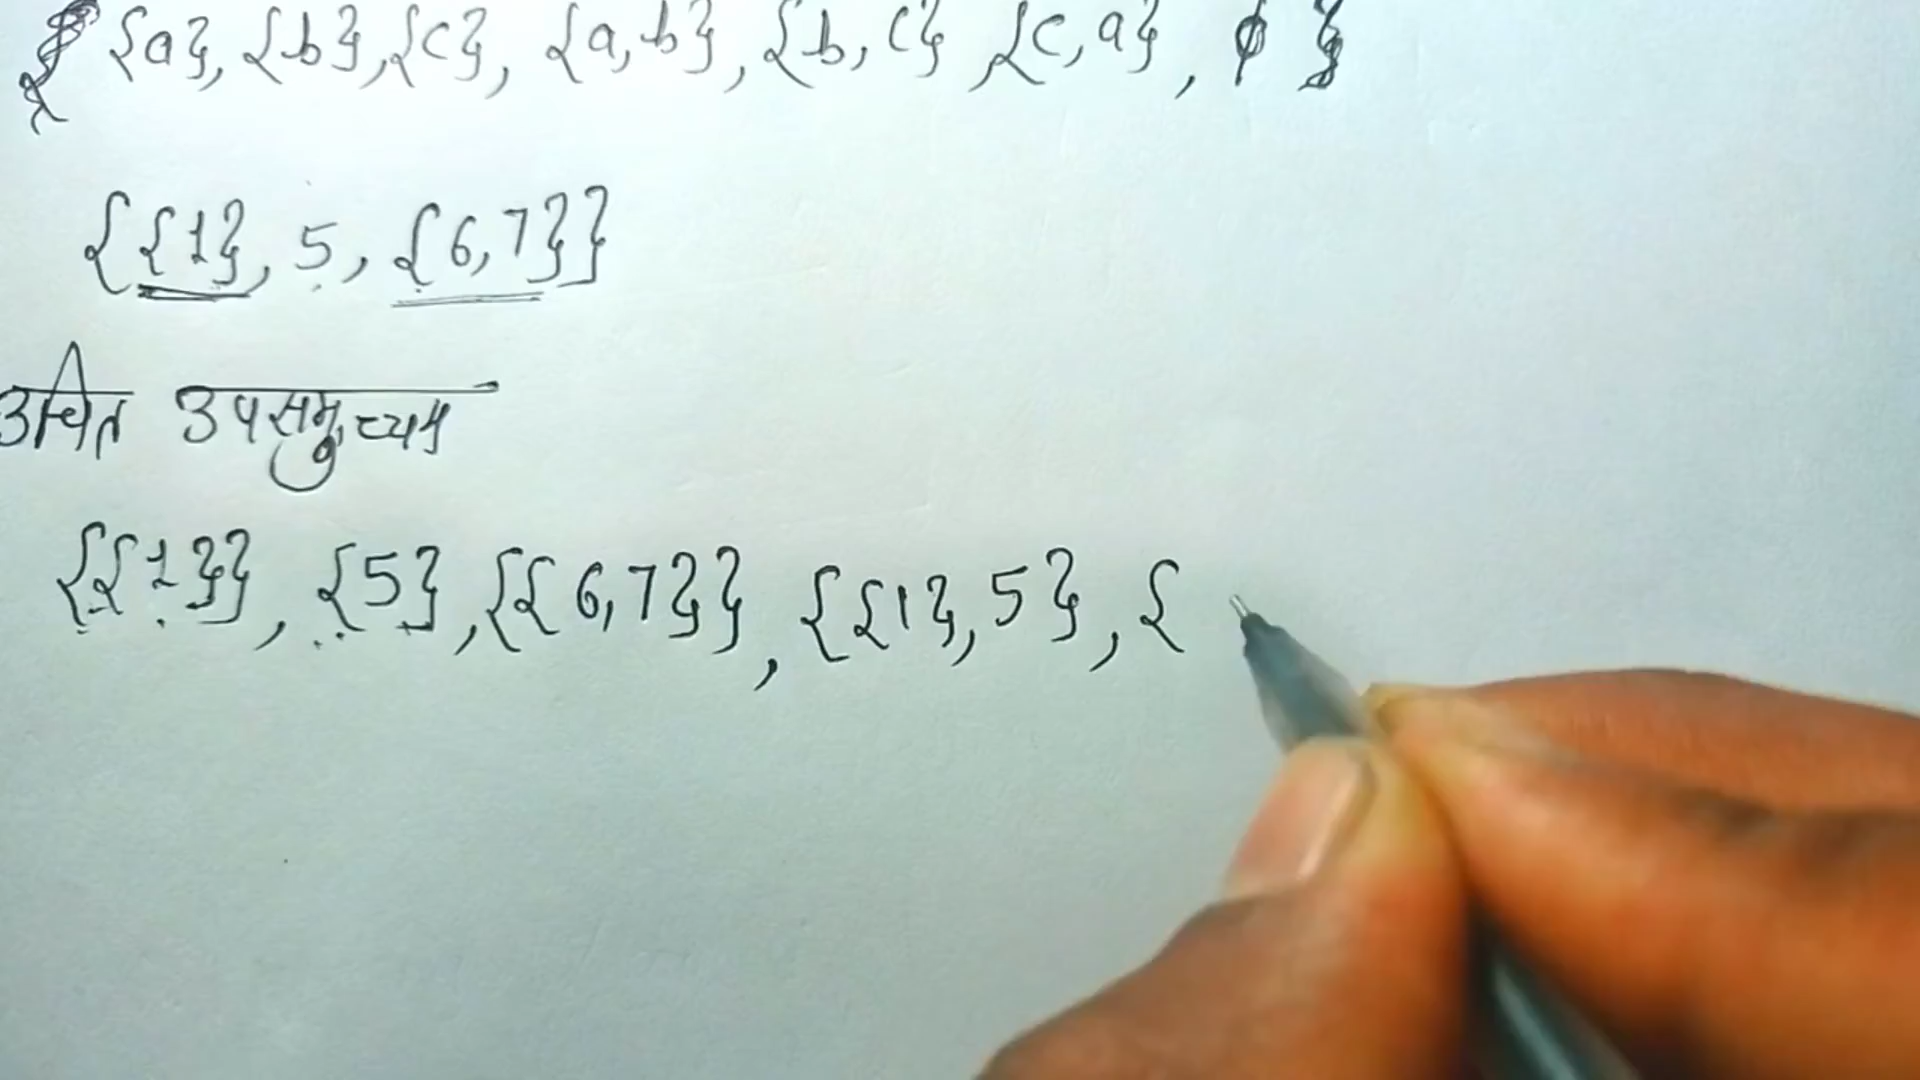 { {a}, {b}, {c}, {a, b}, {b, c}, {c, a}, ϕ }
{{1}, 5, {6, 7}}
उचित उपसमुच्चय
{{1}}, {5}, {{6, 7}}, {{1}, 5}, {